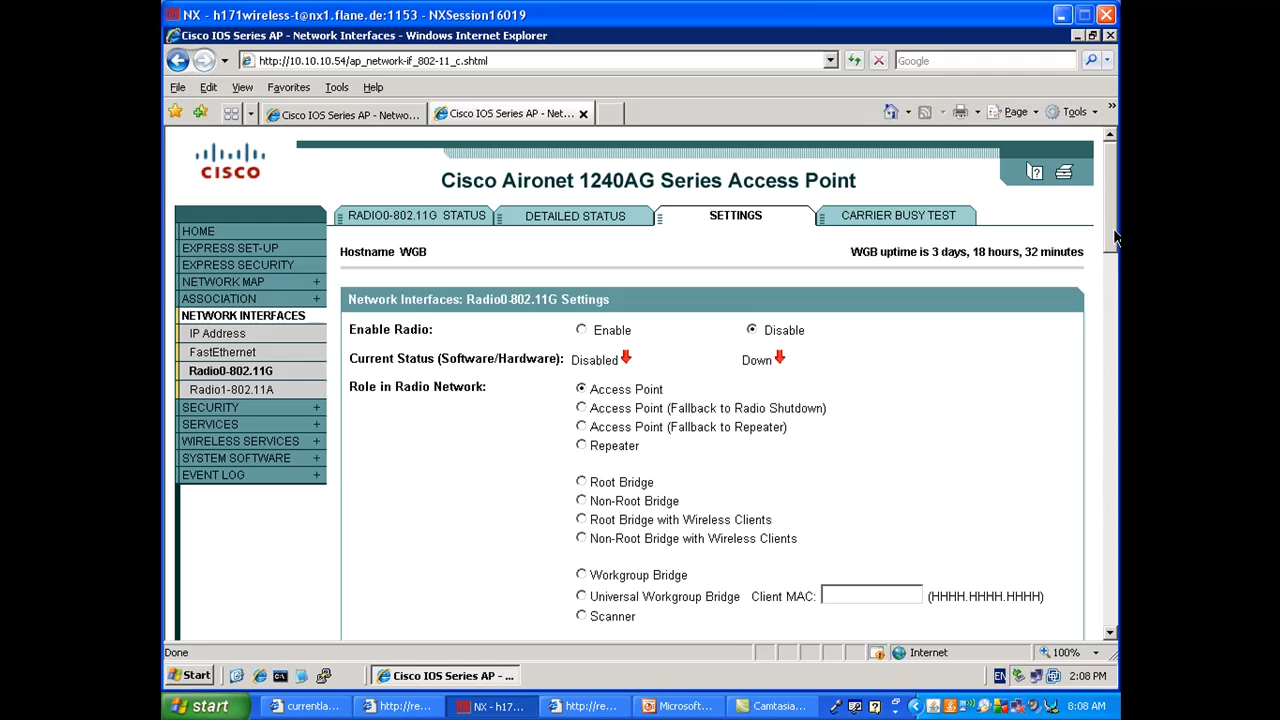 NX - h171wireless-t@nx1.flane.de:1153 - NXSession16019
Cisco IOS Series AP - Network Interfaces - Windows Internet Explorer
http://10.10.10.54/ap_network-if_802-11_c.shtml
Google
File Edit View Favorites Tools Help
Cisco IOS Series AP - Netwo...
Cisco IOS Series AP - Net...
Page
Tools
CISCO
Cisco Aironet 1240AG Series Access Point
RADIO0-802.11G STATUS
DETAILED STATUS
SETTINGS
CARRIER BUSY TEST
HOME
EXPRESS SET-UP
EXPRESS SECURITY
NETWORK MAP +
ASSOCIATION +
NETWORK INTERFACES
IP Address
FastEthernet
Radio0-802.11G
Radio1-802.11A
SECURITY +
SERVICES +
WIRELESS SERVICES +
SYSTEM SOFTWARE +
EVENT LOG +
Hostname WGB
WGB uptime is 3 days, 18 hours, 32 minutes
Network Interfaces: Radio0-802.11G Settings
Enable Radio: Enable Disable
Current Status (Software/Hardware): Disabled Down
Role in Radio Network: Access Point
Access Point (Fallback to Radio Shutdown)
Access Point (Fallback to Repeater)
Repeater
Root Bridge
Non-Root Bridge
Root Bridge with Wireless Clients
Non-Root Bridge with Wireless Clients
Workgroup Bridge
Universal Workgroup Bridge Client MAC: (HHHH.HHHH.HHHH)
Scanner
Done
Internet
100%
Start
Cisco IOS Series AP - ...
EN
2:08 PM
start
currentla...
http://re...
NX - h17...
http://re...
Microsoft...
Camtasia...
8:08 AM